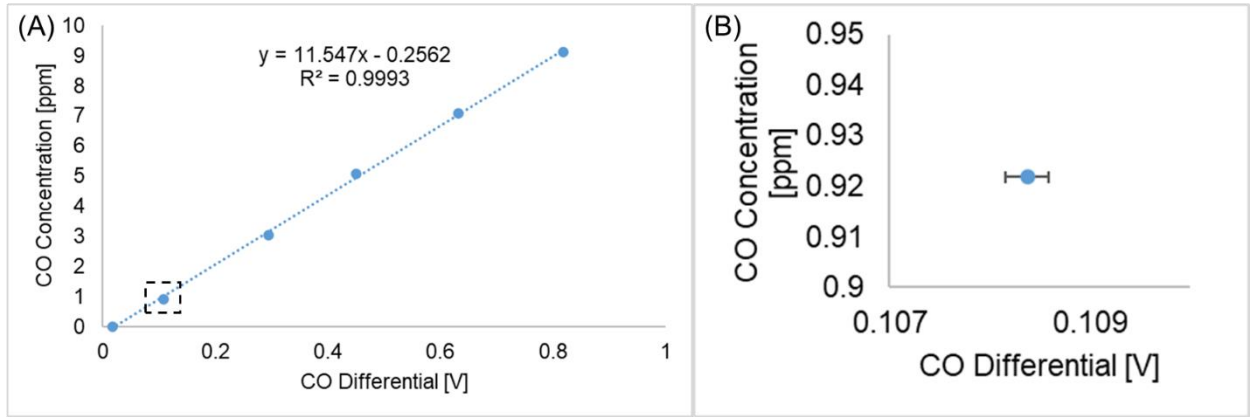 (A)
10
9
8
7
6
5
4
3
2
1
0
CO Concentration [ppm]
y = 11.547x - 0.2562
R² = 0.9993
0
0.2
0.4
0.6
0.8
1
CO Differential [V]
(B)
CO Concentration
[ppm]
0.95
0.94
0.93
0.92
0.91
0.9
0.107
0.109
CO Differential [V]